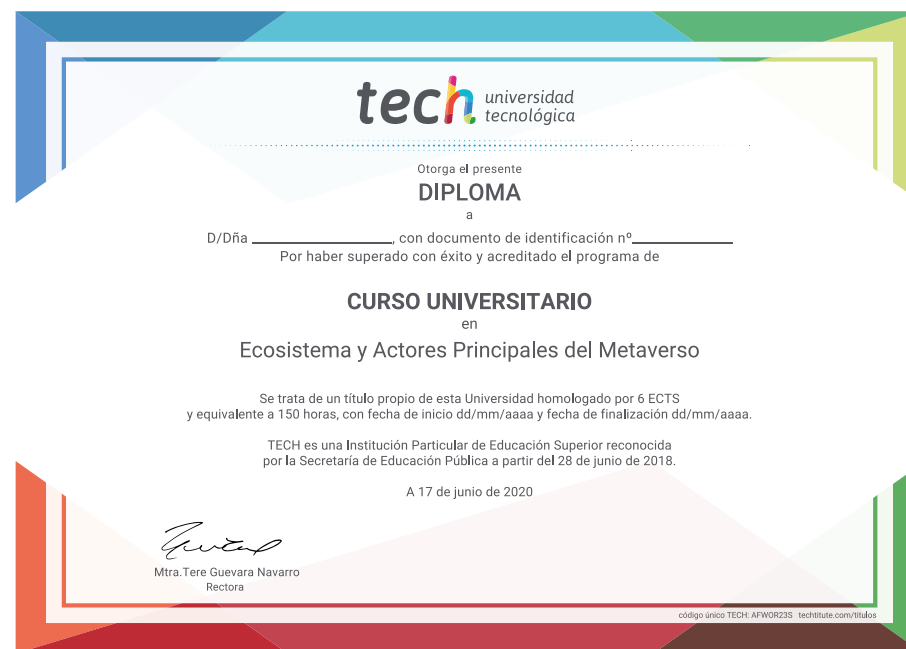 tech universidad
tecnológica
Otorga el presente
DIPLOMA
a
D/Dña ____________________, con documento de identificación nº______________
Por haber superado con éxito y acreditado el programa de
CURSO UNIVERSITARIO
en
Ecosistema y Actores Principales del Metaverso
Se trata de un título propio de esta Universidad homologado por 6 ECTS
y equivalente a 150 horas, con fecha de inicio dd/mm/aaaa y fecha de finalización dd/mm/aaaa.
TECH es una Institución Particular de Educación Superior reconocida
por la Secretaría de Educación Pública a partir del 28 de junio de 2018.
A 17 de junio de 2020
Mtra.Tere Guevara Navarro
Rectora
código único TECH: AFWOR23S techtitute.com/titulos